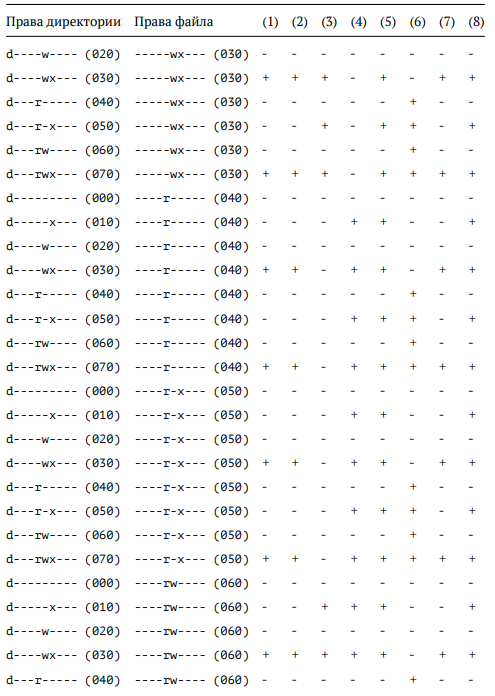 Права директории Права файла (1) (2) (3) (4) (5) (6) (7) (8)
d----w---- (020) -----wx--- (030) - - - - - - - -
d----wx--- (030) -----wx--- (030) + + + - + - + +
d---r----- (040) -----wx--- (030) - - - - - + - -
d---r-x--- (050) -----wx--- (030) - - + - + + - +
d---rw---- (060) -----wx--- (030) - - - - - + - -
d---rwx--- (070) -----wx--- (030) + + + - + + + +
d--------- (000) ----r----- (040) - - - - - - - -
d-----x--- (010) ----r----- (040) - - - + + - - +
d----w---- (020) ----r----- (040) - - - - - - - -
d----wx--- (030) ----r----- (040) + + - + + - + +
d---r----- (040) ----r----- (040) - - - - - + - -
d---r-x--- (050) ----r----- (040) - - - + + + - +
d---rw---- (060) ----r----- (040) - - - - - + - -
d---rwx--- (070) ----r----- (040) + + - + + + + +
d--------- (000) ----r-x--- (050) - - - - - - - -
d-----x--- (010) ----r-x--- (050) - - - + + - - +
d----w---- (020) ----r-x--- (050) - - - - - - - -
d----wx--- (030) ----r-x--- (050) + + - + + - + +
d---r----- (040) ----r-x--- (050) - - - - - + - -
d---r-x--- (050) ----r-x--- (050) - - - + + + - +
d---rw---- (060) ----r-x--- (050) - - - - - + - -
d---rwx--- (070) ----r-x--- (050) + + - + + + + +
d--------- (000) ----rw---- (060) - - - - - - - -
d-----x--- (010) ----rw---- (060) - - + + + - - +
d----w---- (020) ----rw---- (060) - - - - - - - -
d----wx--- (030) ----rw---- (060) + + + + + - + +
d---r----- (040) ----rw---- (060) - - - - - + - -